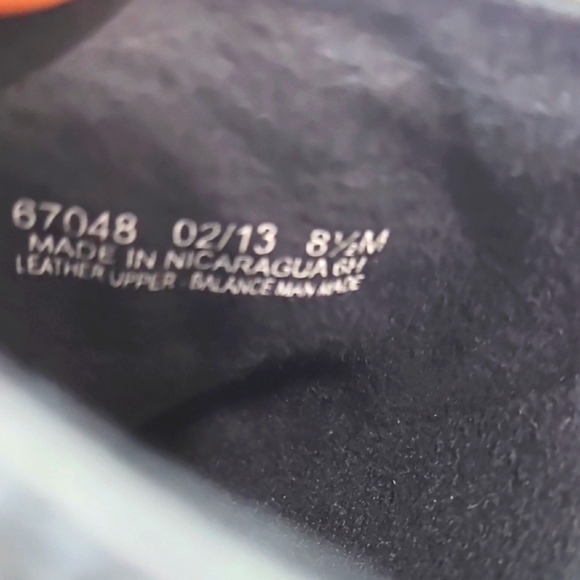 67048 02/13 8½M
MADE IN NICARAGUA 6H
LEATHER UPPER - BALANCE MAN MADE